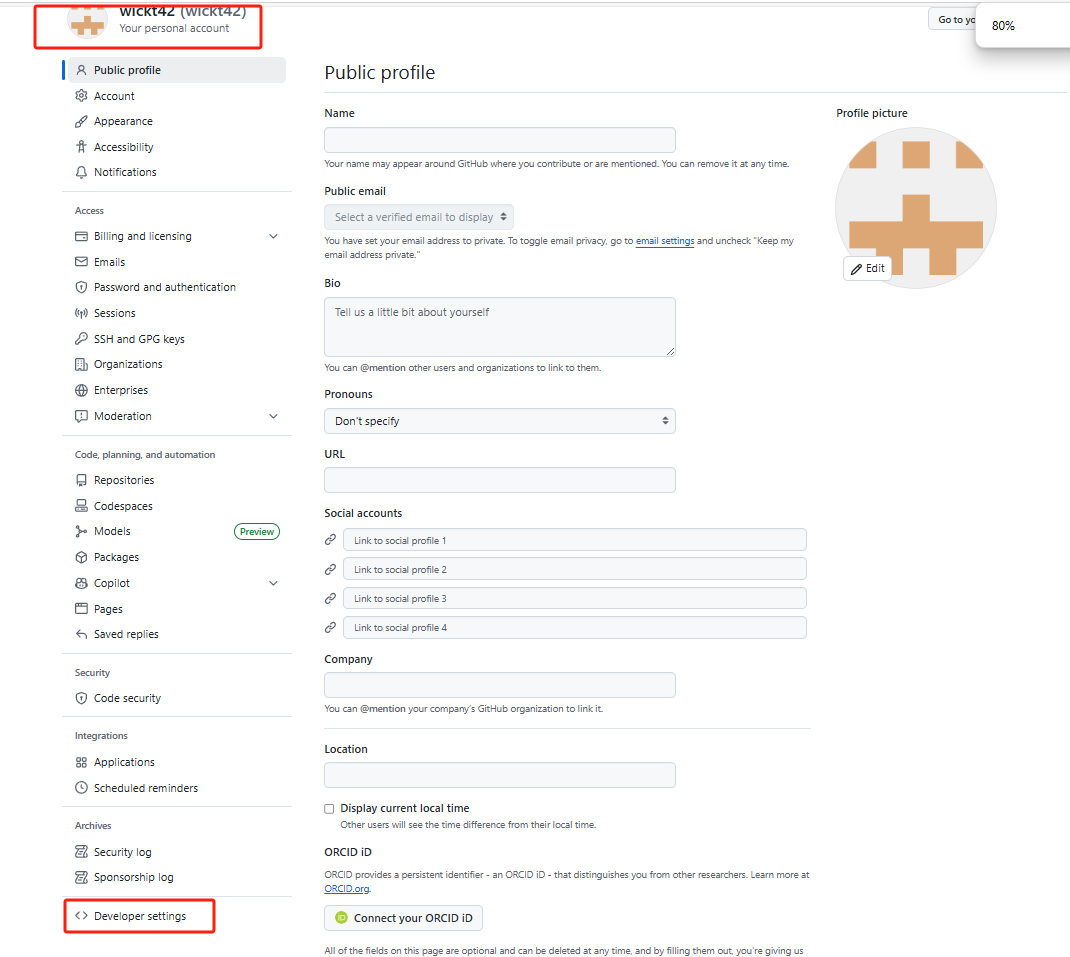 wickt42 (wickt42)
Your personal account
Go to yo
80%
Public profile
Account
Appearance
Accessibility
Notifications
Access
Billing and licensing
Emails
Password and authentication
Sessions
SSH and GPG keys
Organizations
Enterprises
Moderation
Code, planning, and automation
Repositories
Codespaces
Models
Preview
Packages
Copilot
Pages
Saved replies
Security
Code security
Integrations
Applications
Scheduled reminders
Archives
Security log
Sponsorship log
Developer settings
Public profile
Name
Your name may appear around GitHub where you contribute or are mentioned. You can remove it at any time.
Public email
Select a verified email to display
You have set your email address to private. To toggle email privacy, go to email settings and uncheck "Keep my
email address private."
Bio
Tell us a little bit about yourself
You can @mention other users and organizations to link to them.
Pronouns
Don't specify
URL
Social accounts
Link to social profile 1
Link to social profile 2
Link to social profile 3
Link to social profile 4
Company
You can @mention your company's GitHub organization to link it.
Location
Display current local time
Other users will see the time difference from their local time.
ORCID iD
ORCID provides a persistent identifier - an ORCID iD - that distinguishes you from other researchers. Learn more at
ORCID.org.
iD Connect your ORCID iD
All of the fields on this page are optional and can be deleted at any time, and by filling them out, you're giving us
Profile picture
Edit